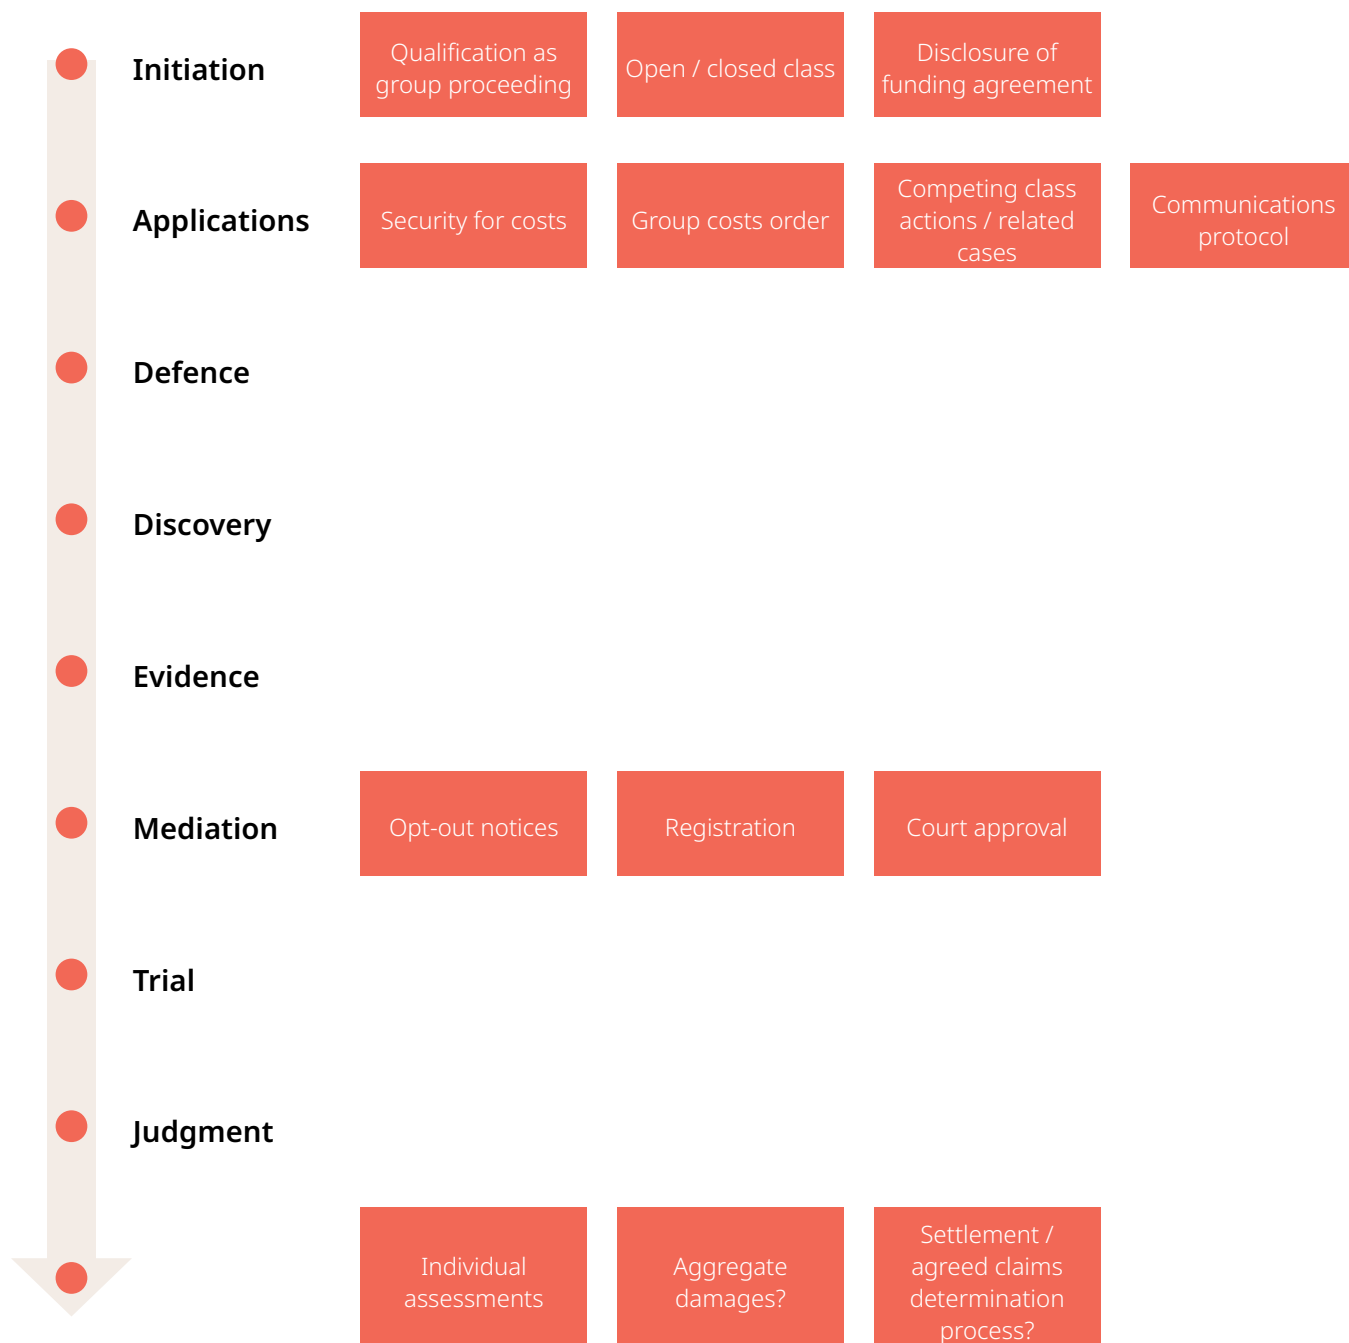 Initiation
Qualification as
group proceeding
Open / closed class
Disclosure of
funding agreement
Applications
Security for costs
Group costs order
Competing class
actions / related
cases
Communications
protocol
Defence
Discovery
Evidence
Mediation
Opt-out notices
Registration
Court approval
Trial
Judgment
Individual
assessments
Aggregate
damages?
Settlement /
agreed claims
determination
process?